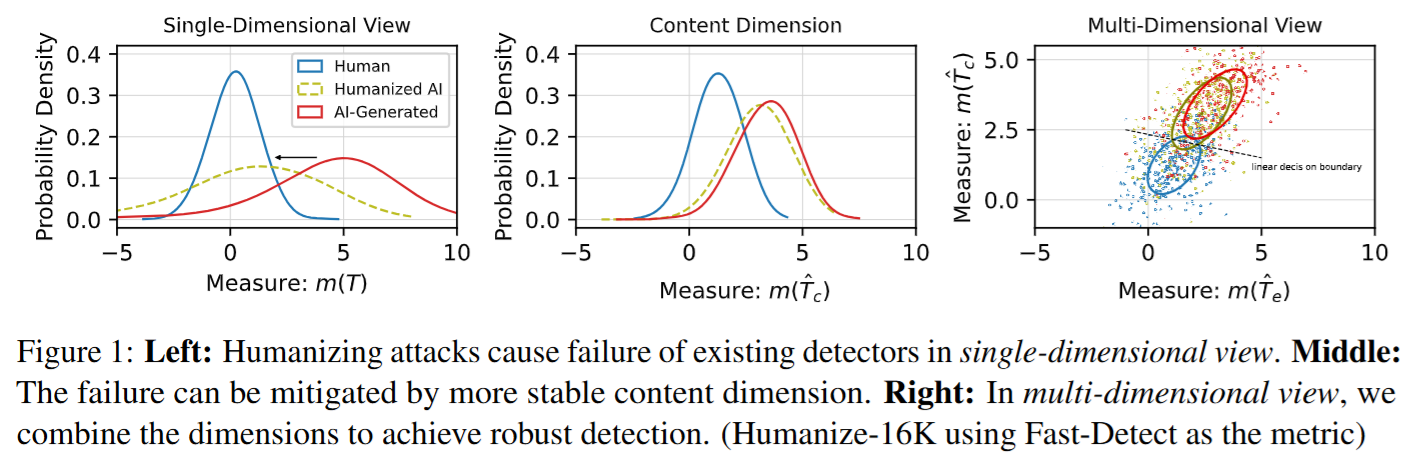 Single-Dimensional View
Probability Density
0.4
0.3
0.2
0.1
0.0
−5
0
5
10
Measure: m(T)
Human
Humanized AI
AI-Generated
Content Dimension
Probability Density
0.4
0.3
0.2
0.1
0.0
−5
0
5
10
Measure: m(T̂c)
Multi-Dimensional View
Measure: m(T̂c)
5.0
2.5
0.0
linear decis on boundary
−5
0
5
10
Measure: m(T̂e)
Figure 1: Left: Humanizing attacks cause failure of existing detectors in single-dimensional view. Middle:
The failure can be mitigated by more stable content dimension. Right: In multi-dimensional view, we
combine the dimensions to achieve robust detection. (Humanize-16K using Fast-Detect as the metric)